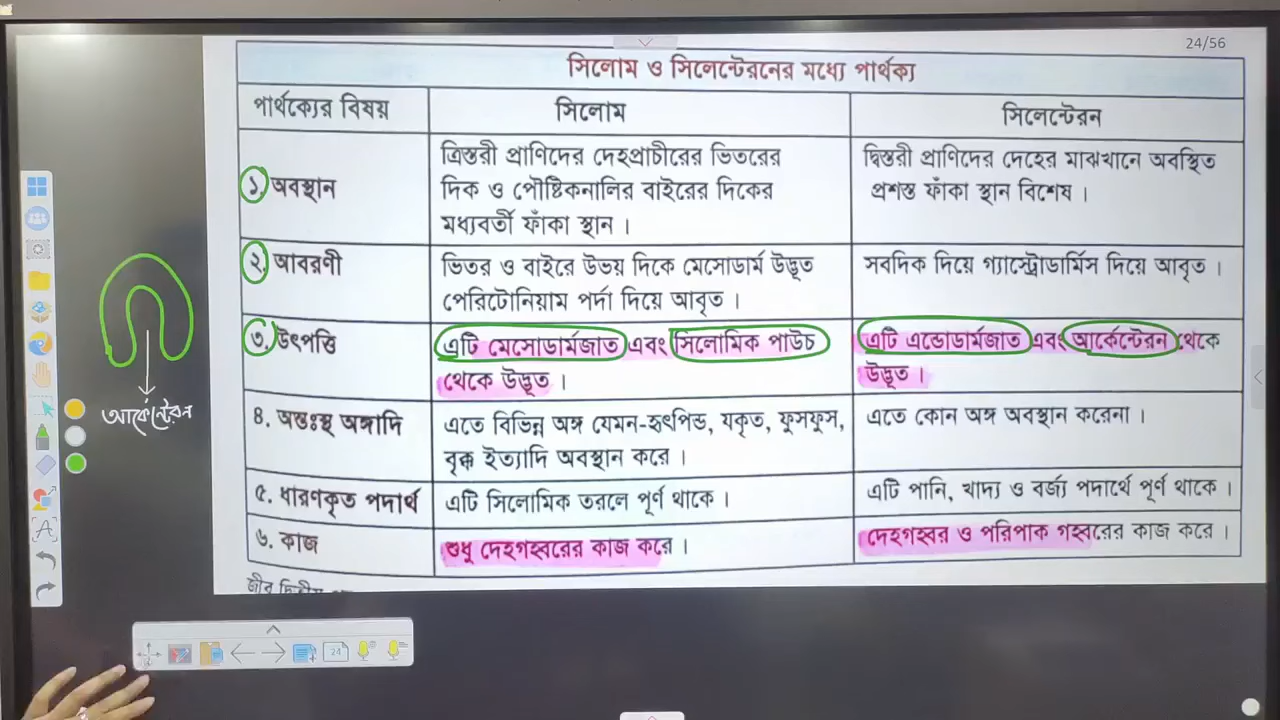 24/56
সিলোম ও সিলেন্টেরনের মধ্যে পার্থক্য
পার্থক্যের বিষয়
সিলোম
সিলেন্টেরন
১. অবস্থান
ত্রিস্তরী প্রাণিদের দেহপ্রাচীরের ভিতরের
দিক ও পৌষ্টিকনালির বাইরের দিকের
মধ্যবর্তী ফাঁকা স্থান।
দ্বিস্তরী প্রাণিদের দেহের মাঝখানে অবস্থিত
প্রশস্ত ফাঁকা স্থান বিশেষ।
২. আবরণী
ভিতর ও বাইরে উভয় দিকে মেসোডার্ম উদ্ভূত
পেরিটোনিয়াম পর্দা দিয়ে আবৃত।
সবদিক দিয়ে গ্যাস্ট্রোডার্মিস দিয়ে আবৃত।
৩. উৎপত্তি
এটি মেসোডার্মজাত এবং সিলোমিক পাউচ
থেকে উদ্ভূত।
এটি এন্ডোডার্মজাত এবং আর্কেন্টেরন থেকে
উদ্ভূত।
৪. অন্তঃস্থ অঙ্গাদি
এতে বিভিন্ন অঙ্গ যেমন-হৃৎপিন্ড, যকৃত, ফুসফুস,
বৃক্ক ইত্যাদি অবস্থান করে।
এতে কোন অঙ্গ অবস্থান করেনা।
৫. ধারণকৃত পদার্থ
এটি সিলোমিক তরলে পূর্ণ থাকে।
এটি পানি, খাদ্য ও বর্জ্য পদার্থে পূর্ণ থাকে।
৬. কাজ
শুধু দেহগহ্বরের কাজ করে।
দেহগহ্বর ও পরিপাক গহ্বরের কাজ করে।
আর্কেন্টেরন
24